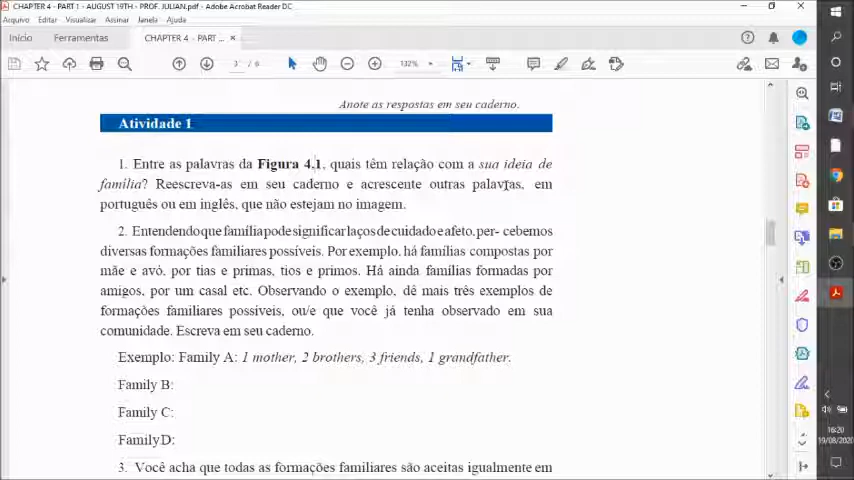 CHAPTER 4 - PART 1 - AUGUST 19TH - PROF. JULIAN.pdf - Adobe Acrobat Reader DC
Arquivo Editar Visualizar Assinar Janela Ajuda
Início Ferramentas CHAPTER 4 - PART ... ×
3 / 6 132%
Anote as respostas em seu caderno.
Atividade 1
1. Entre as palavras da Figura 4.1, quais têm relação com a sua ideia de
família? Reescreva-as em seu caderno e acrescente outras palavras, em
português ou em inglês, que não estejam no imagem.
2. Entendendo que família pode significar laços de cuidado e afeto, per- cebemos
diversas formações familiares possíveis. Por exemplo, há famílias compostas por
mãe e avó, por tias e primas, tios e primos. Há ainda famílias formadas por
amigos, por um casal etc. Observando o exemplo, dê mais três exemplos de
formações familiares possíveis, ou/e que você já tenha observado em sua
comunidade. Escreva em seu caderno.
Exemplo: Family A: 1 mother, 2 brothers, 3 friends, 1 grandfather.
Family B:
Family C:
Family D:
3. Você acha que todas as formações familiares são aceitas igualmente em
16:20
19/08/2020